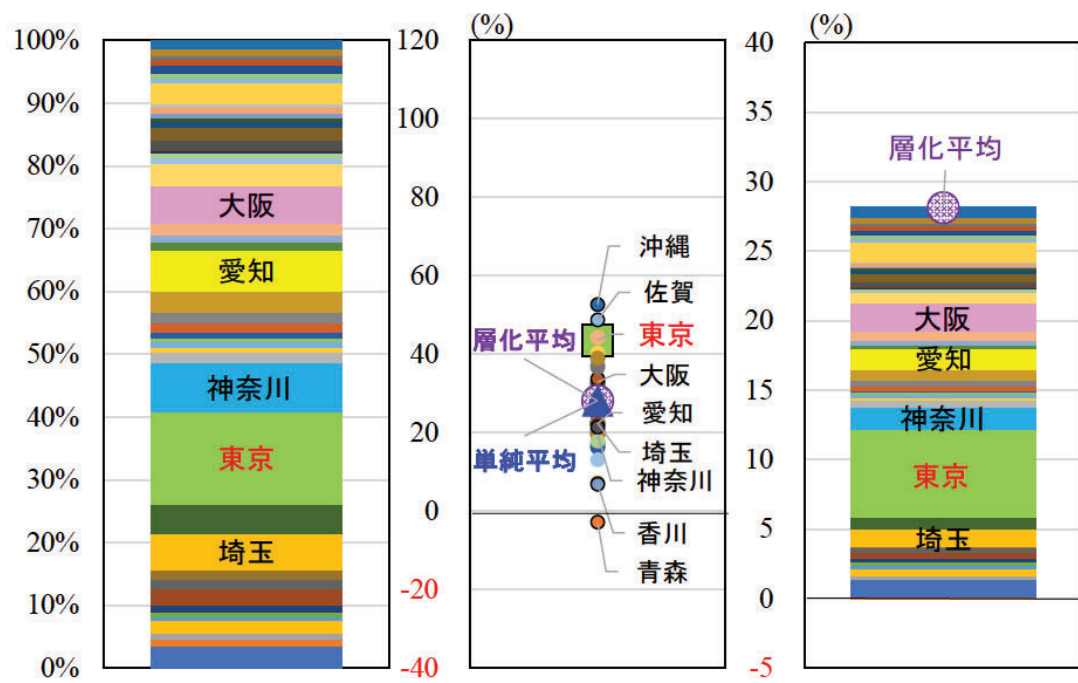 100%
90%
80%
70%
60%
50%
40%
30%
20%
10%
0%
大阪
愛知
神奈川
東京
埼玉
(%)
120
100
80
60
40
20
0
-20
-40
沖縄
佐賀
東京
層化平均
大阪
愛知
単純平均
埼玉
神奈川
香川
青森
(%)
40
35
30
25
20
15
10
5
0
-5
層化平均
大阪
愛知
神奈川
東京
埼玉